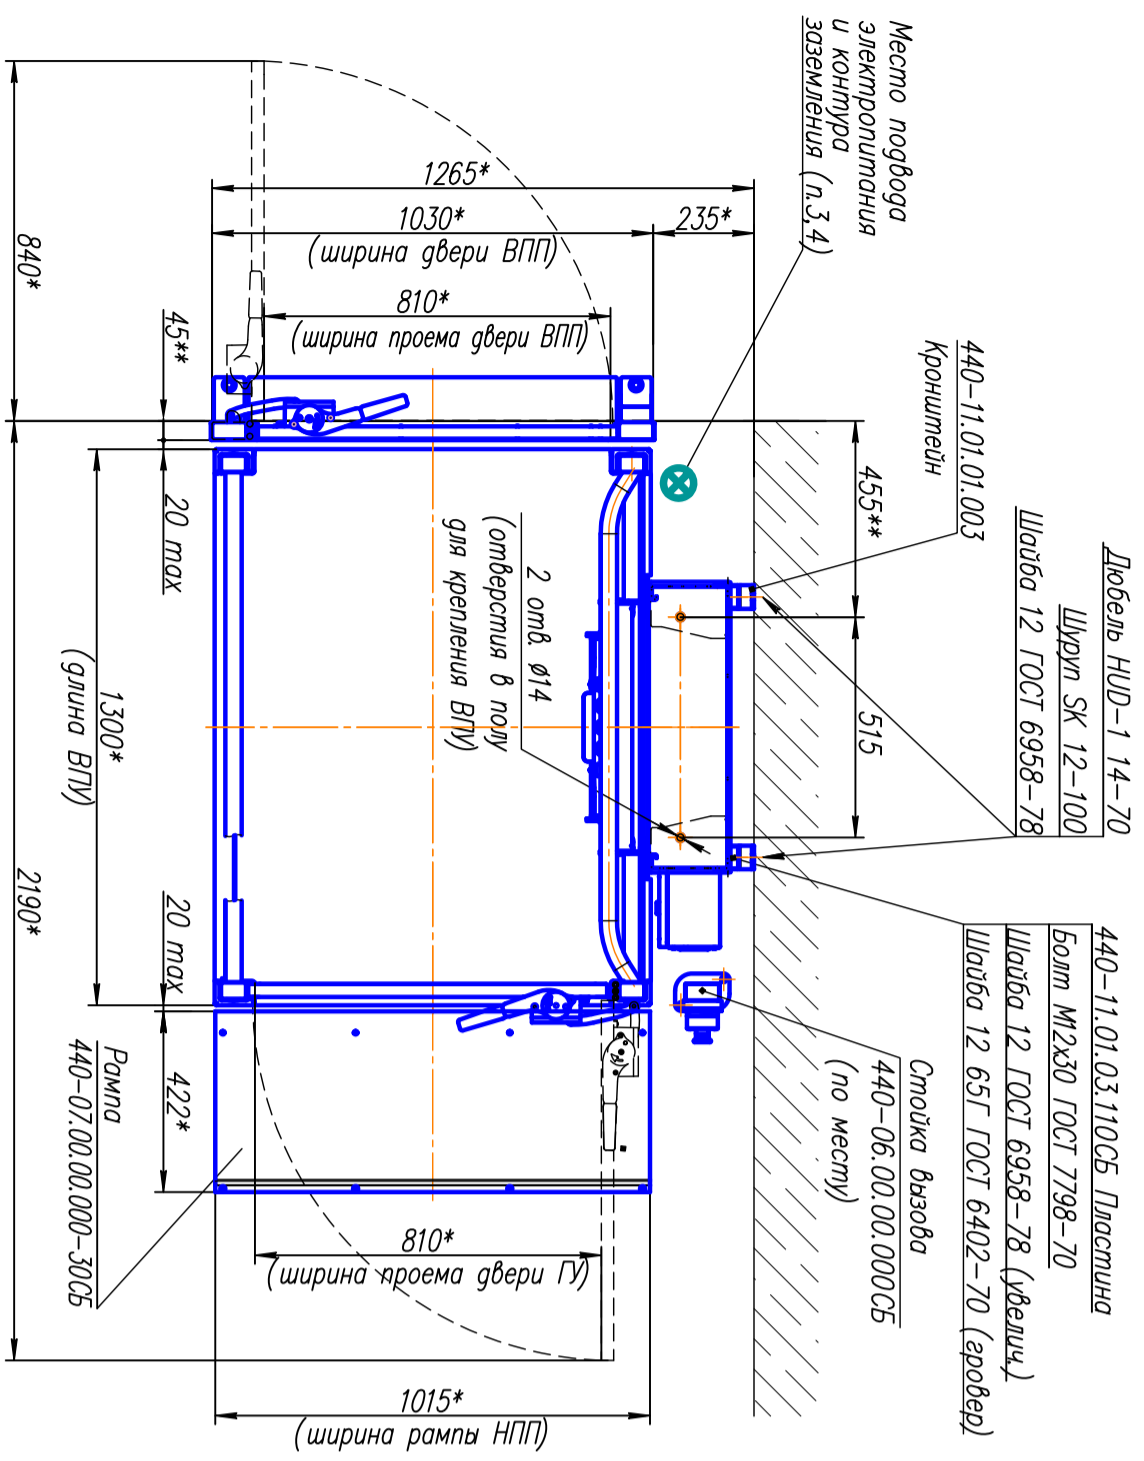 Место подвода
электропитания
и контура
заземления (п.3,4)
1265*
1030*
(ширина двери ВПП)
235*
810*
(ширина проема двери ВПП)
840*
45**
20 max
1300*
(длина ВПУ)
2190*
20 max
422*
Рампа
440-07.00.00.000-30СБ
440-11.01.01.003
Кронштейн
455**
515
2 отв. ø14
(отверстия в полу
для крепления ВПУ)
Дюбель HUD-1 14-70
Шуруп SK 12-100
Шайба 12 ГОСТ 6958-78
440-11.01.03.110СБ Пластина
Болт М12х30 ГОСТ 7798-70
Шайба 12 ГОСТ 6958-78 (увелич.)
Шайба 12 65Г ГОСТ 6402-70 (гровер)
Стойка вызова
440-06.00.00.000СБ
(по месту)
810*
(ширина проема двери ГУ)
1015*
(ширина рампы НПП)